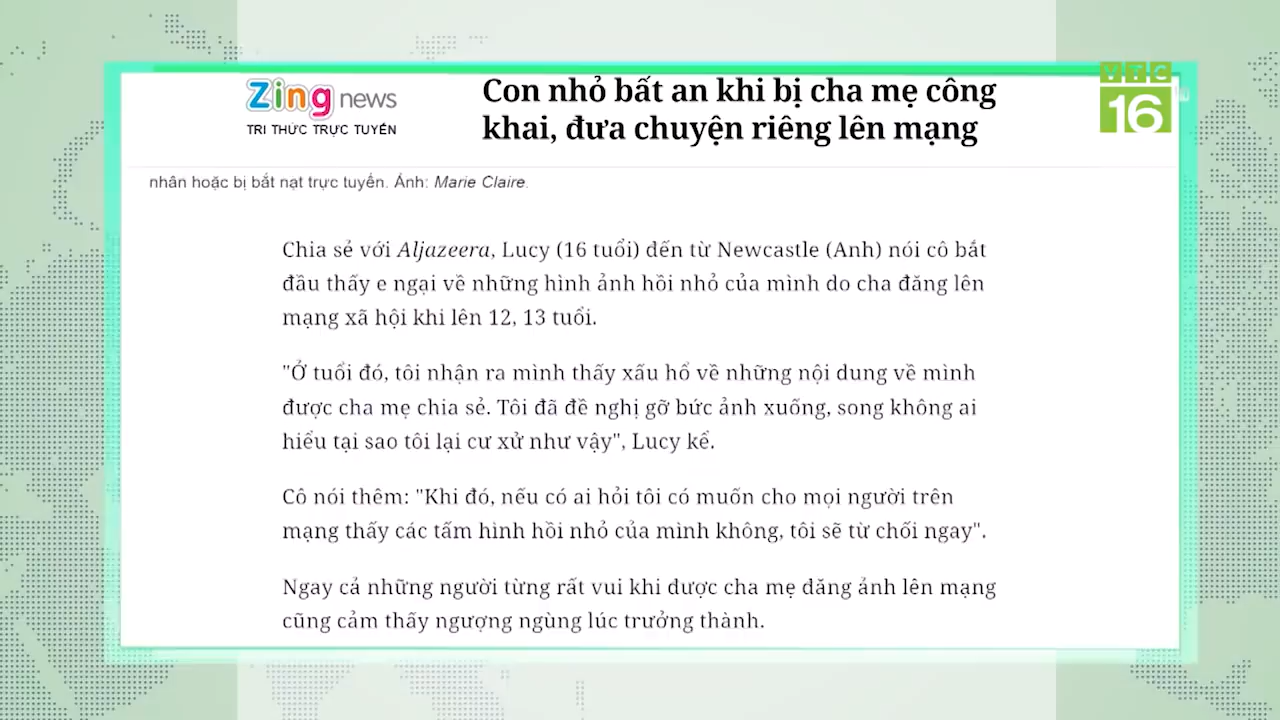 Zing news
TRI THỨC TRỰC TUYẾN
Con nhỏ bất an khi bị cha mẹ công
khai, đưa chuyện riêng lên mạng
VTC
16
nhân hoặc bị bắt nạt trực tuyến. Ảnh: Marie Claire.
Chia sẻ với Aljazeera, Lucy (16 tuổi) đến từ Newcastle (Anh) nói cô bắt
đầu thấy e ngại về những hình ảnh hồi nhỏ của mình do cha đăng lên
mạng xã hội khi lên 12, 13 tuổi.
"Ở tuổi đó, tôi nhận ra mình thấy xấu hổ về những nội dung về mình
được cha mẹ chia sẻ. Tôi đã đề nghị gỡ bức ảnh xuống, song không ai
hiểu tại sao tôi lại cư xử như vậy", Lucy kể.
Cô nói thêm: "Khi đó, nếu có ai hỏi tôi có muốn cho mọi người trên
mạng thấy các tấm hình hồi nhỏ của mình không, tôi sẽ từ chối ngay".
Ngay cả những người từng rất vui khi được cha mẹ đăng ảnh lên mạng
cũng cảm thấy ngượng ngùng lúc trưởng thành.